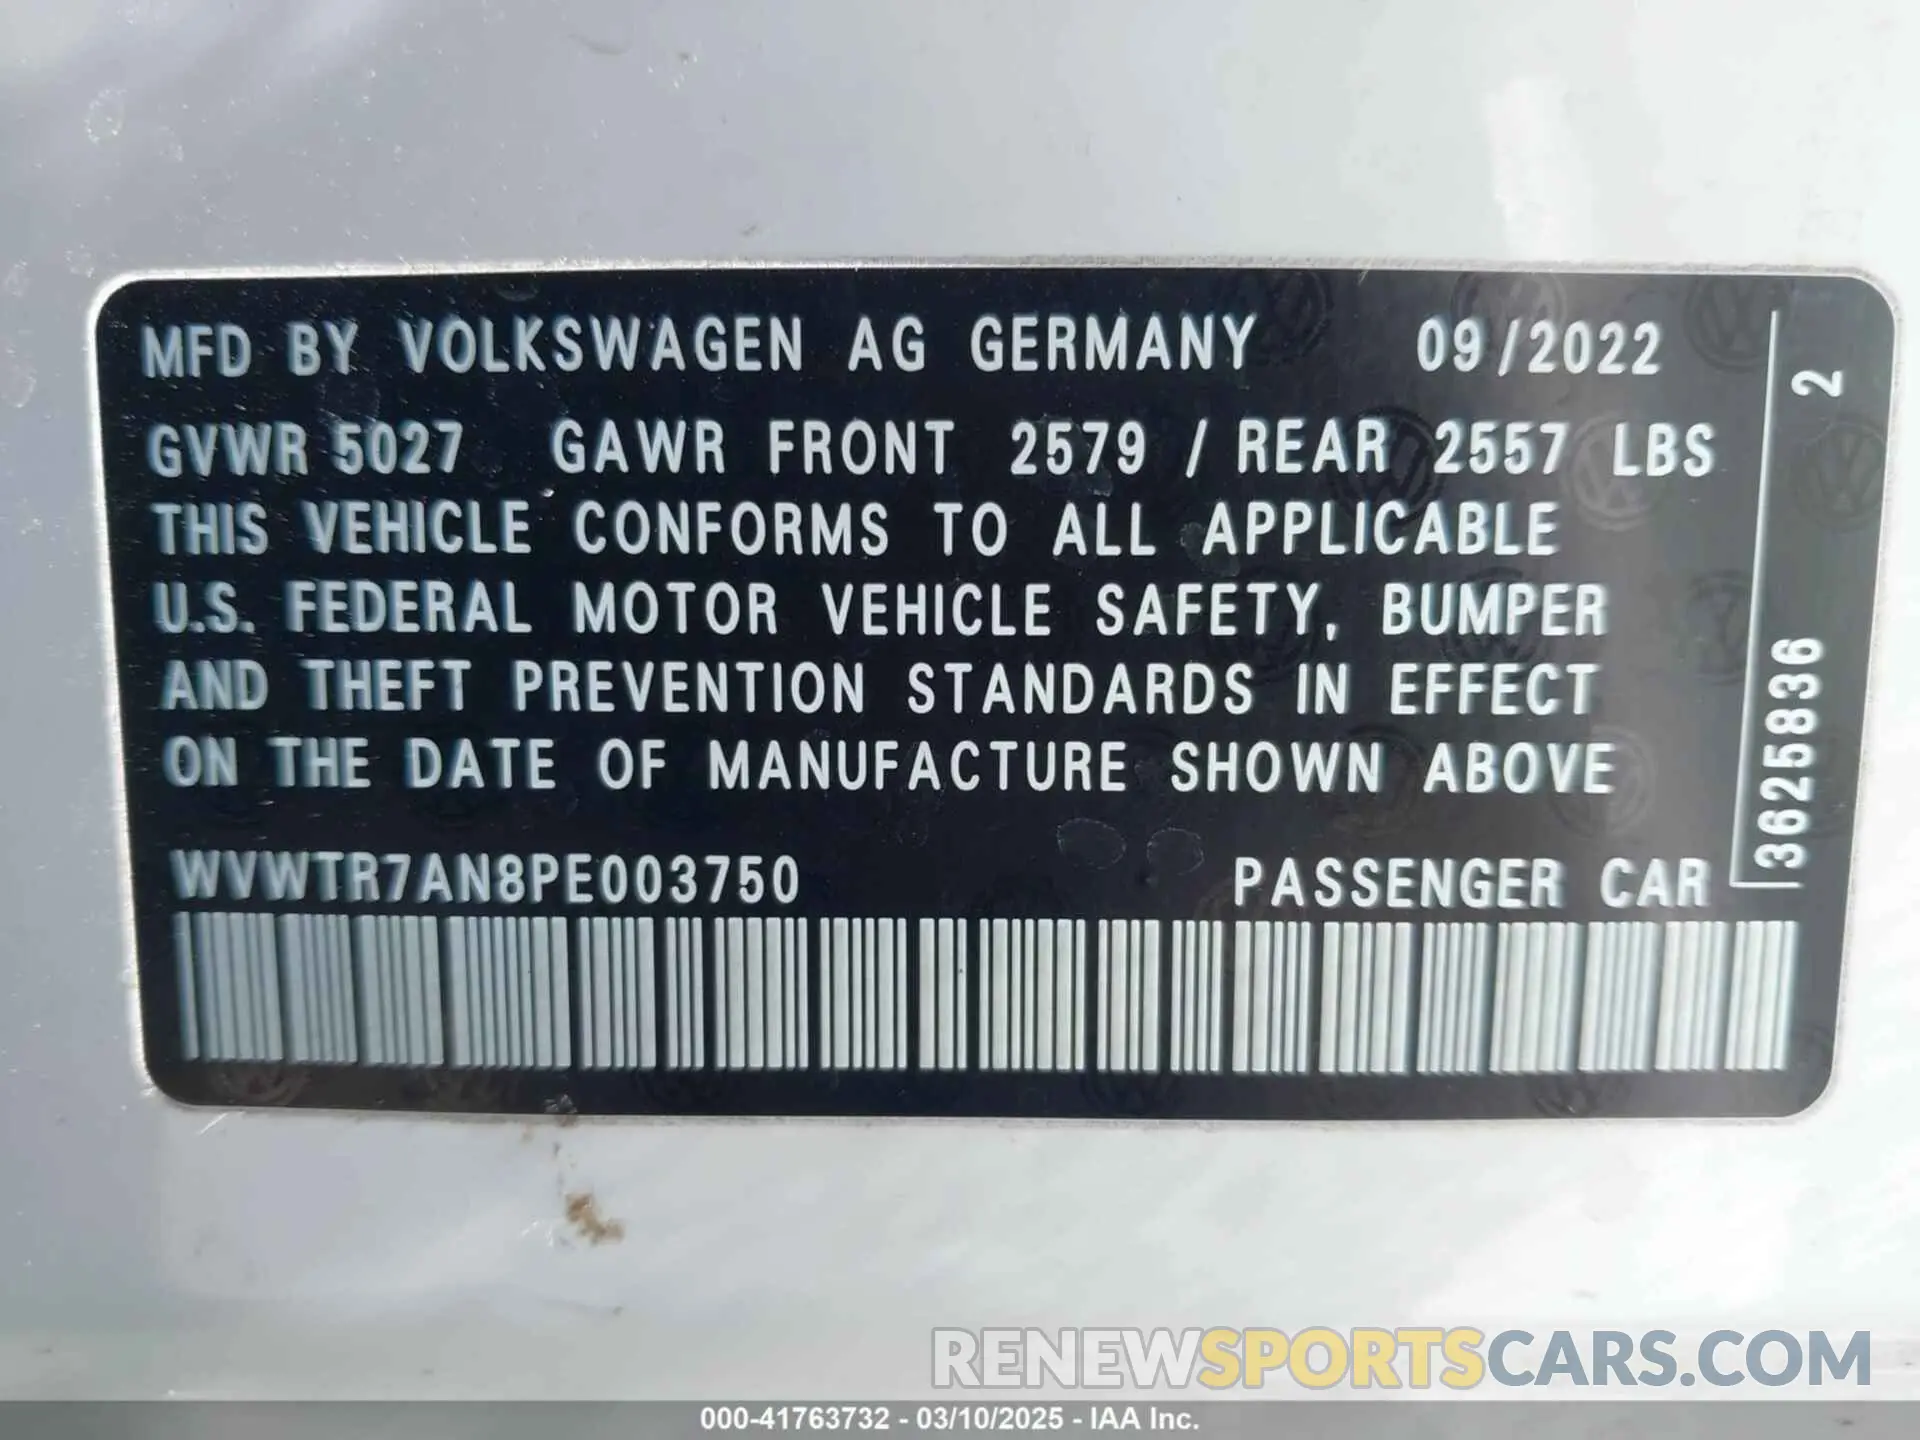 MFD BY VOLKSWAGEN AG GERMANY 09/2022
GVWR 5027 GAWR FRONT 2579 / REAR 2557 LBS
THIS VEHICLE CONFORMS TO ALL APPLICABLE
U.S. FEDERAL MOTOR VEHICLE SAFETY, BUMPER
AND THEFT PREVENTION STANDARDS IN EFFECT
ON THE DATE OF MANUFACTURE SHOWN ABOVE
WVWTR7AN8PE003750 PASSENGER CAR
3625836 2
RENEWSPORTSCARS.COM
000-41763732 - 03/10/2025 - IAA Inc.